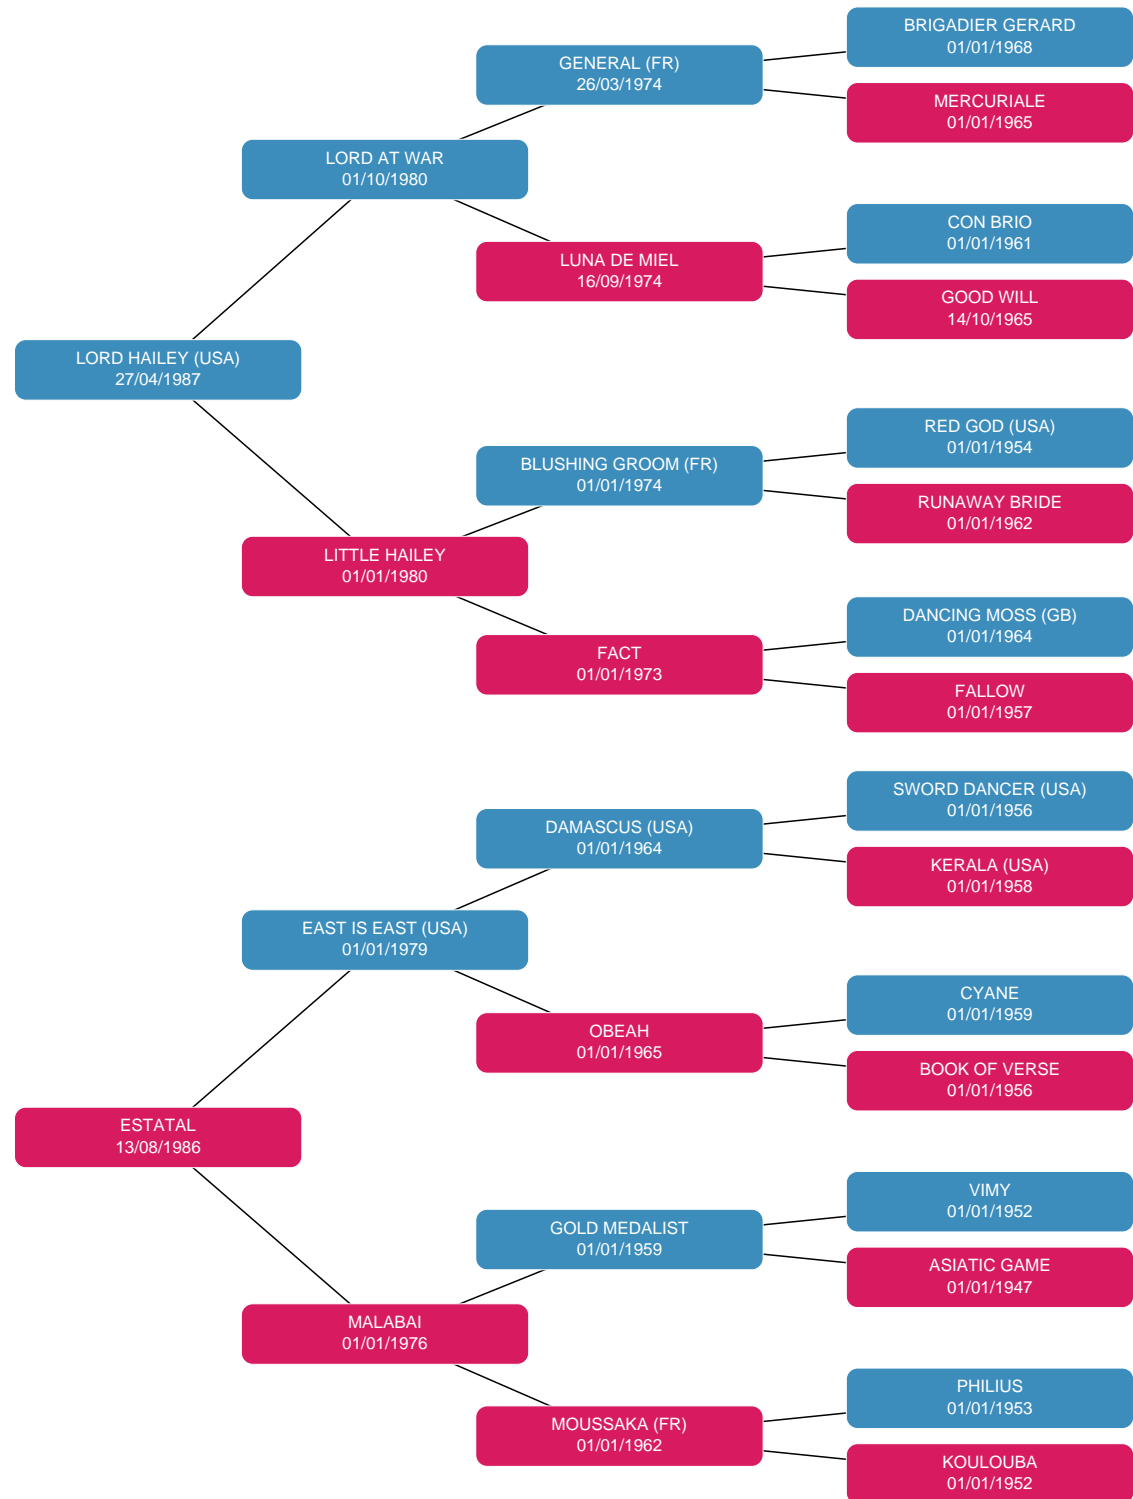 BRIGADIER GERARD
01/01/1968
GENERAL (FR)
26/03/1974
MERCURIALE
01/01/1965
LORD AT WAR
01/10/1980
CON BRIO
01/01/1961
LUNA DE MIEL
16/09/1974
GOOD WILL
14/10/1965
LORD HAILEY (USA)
27/04/1987
RED GOD (USA)
01/01/1954
BLUSHING GROOM (FR)
01/01/1974
RUNAWAY BRIDE
01/01/1962
LITTLE HAILEY
01/01/1980
DANCING MOSS (GB)
01/01/1964
FACT
01/01/1973
FALLOW
01/01/1957
SWORD DANCER (USA)
01/01/1956
DAMASCUS (USA)
01/01/1964
KERALA (USA)
01/01/1958
EAST IS EAST (USA)
01/01/1979
CYANE
01/01/1959
OBEAH
01/01/1965
BOOK OF VERSE
01/01/1956
ESTATAL
13/08/1986
VIMY
01/01/1952
GOLD MEDALIST
01/01/1959
ASIATIC GAME
01/01/1947
MALABAI
01/01/1976
PHILIUS
01/01/1953
MOUSSAKA (FR)
01/01/1962
KOULOUBA
01/01/1952